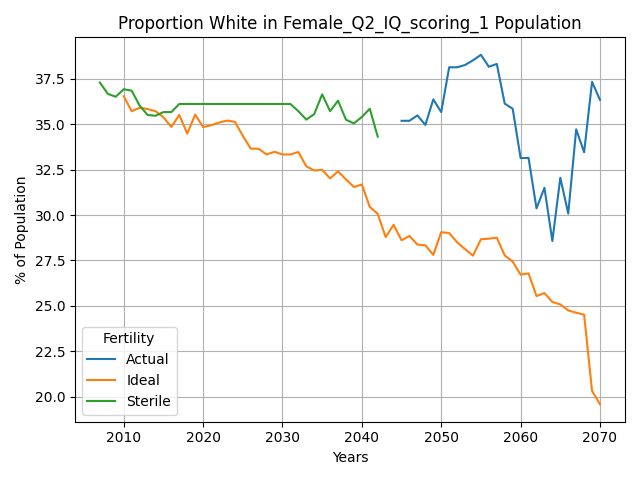 Proportion White in Female_Q2_IQ_scoring_1 Population
% of Population
37.5
35.0
32.5
30.0
27.5
25.0
22.5
20.0
Fertility
Actual
Ideal
Sterile
2010 2020 2030 2040 2050 2060 2070
Years